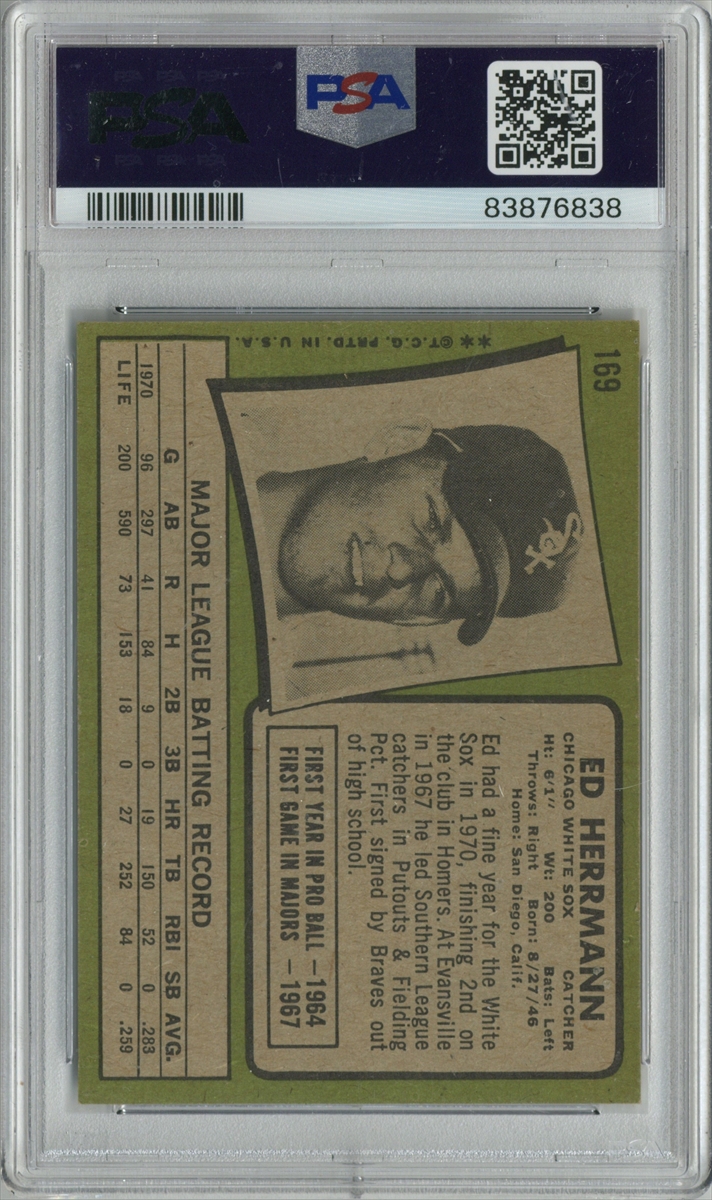 PSA
PSA
83876838
169
ED HERRMANN
CHICAGO WHITE SOX CATCHER
Ht: 6'1" Wt: 200 Bats: Left
Throws: Right Born: 8/27/46
Home: San Diego, Calif.
Ed had a fine year for the White
Sox in 1970, finishing 2nd on
the club in Homers. At Evansville
in 1967 he led Southern League
catchers in Putouts & Fielding
Pct. First signed by Braves out
of high school.
FIRST YEAR IN PRO BALL —1964
FIRST GAME IN MAJORS —1967
MAJOR LEAGUE BATTING RECORD
G AB R H 2B 3B HR TB RBI SB AVG.
1970 96 297 41 84 9 0 19 150 52 0 .283
LIFE 200 590 73 153 18 0 27 252 84 0 .259
**©T.C.G. PRTD. IN U.S.A.